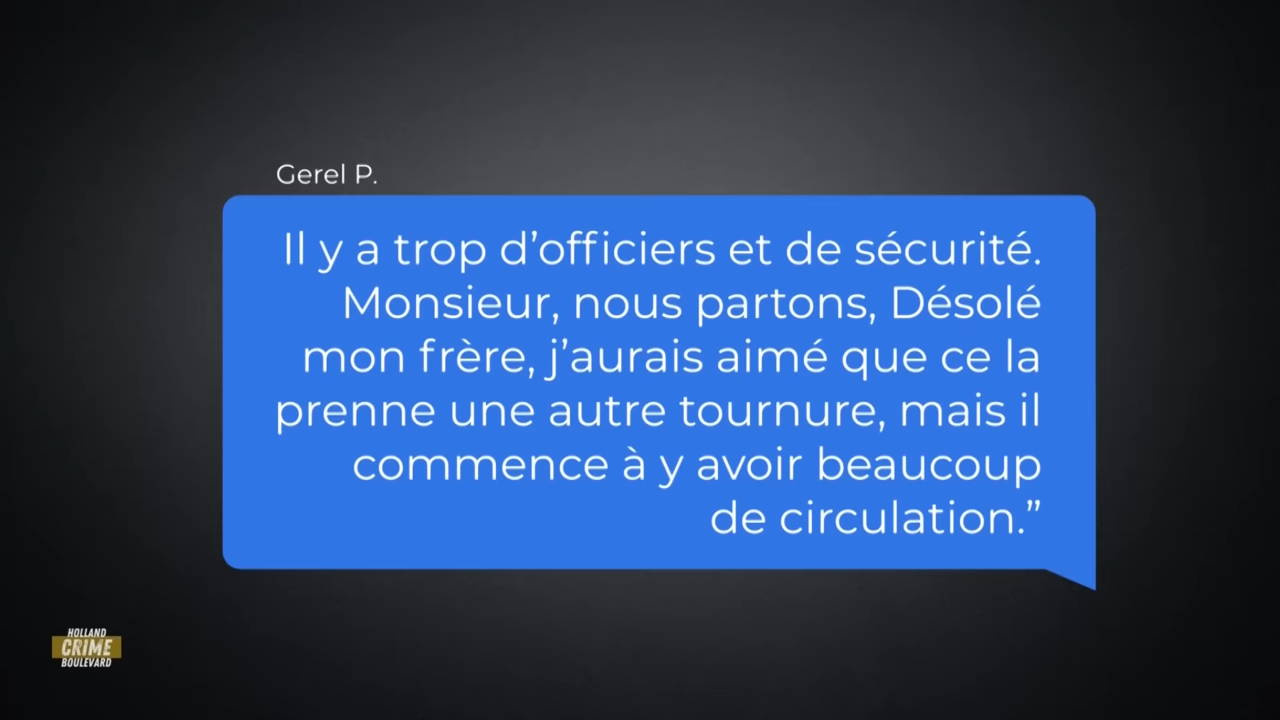 Gerel P.
Il y a trop d’officiers et de sécurité.
Monsieur, nous partons, Désolé
mon frère, j’aurais aimé que ce la
prenne une autre tournure, mais il
commence à y avoir beaucoup
de circulation.”
HOLLAND
CRIME
BOULEVARD